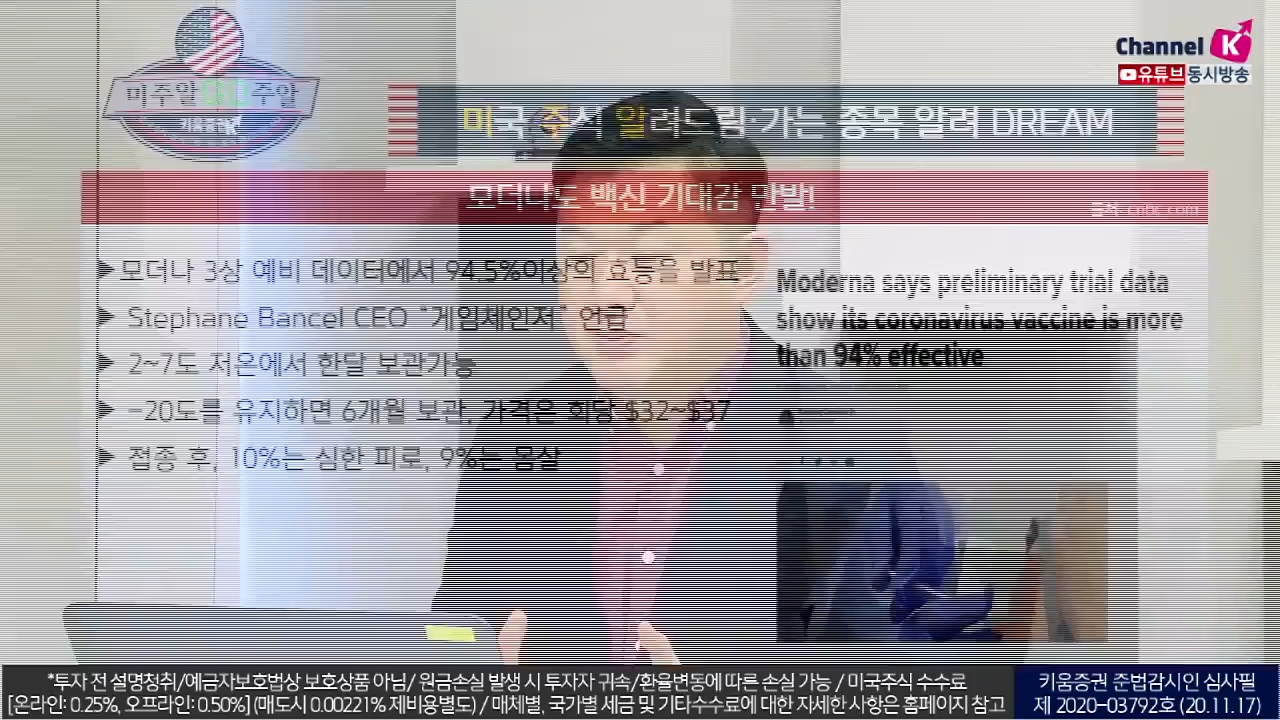 Channel K
유튜브 동시방송
미주알 GO 주알
키움증권
미국 주식 알려드림·가는 종목 알려 DREAM
모더나도 백신 기대감 만발!
출처: cnbc.com
▶모더나 3상 예비 데이터에서 94.5%이상의 효능을 발표
▶Stephane Bancel CEO "게임체인저" 언급
▶2~7도 저온에서 한달 보관가능
▶-20도를 유지하면 6개월 보관, 가격은 회당 $32~$37
▶접종 후, 10%는 심한 피로, 9%는 몸살
Moderna says preliminary trial data
show its coronavirus vaccine is more
than 94% effective
*투자 전 설명청취/예금자보호법상 보호상품 아님/ 원금손실 발생 시 투자자 귀속/환율변동에 따른 손실 가능 / 미국주식 수수료
[온라인: 0.25%, 오프라인: 0.50%] (매도시 0.00221% 제비용별도) / 매체별, 국가별 세금 및 기타수수료에 대한 자세한 사항은 홈페이지 참고
키움증권 준법감시인 심사필
제 2020-03792호 (20.11.17)